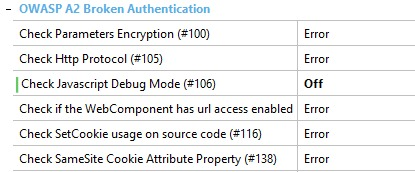 OWASP A2 Broken Authentication
Check Parameters Encryption (#100) Error
Check Http Protocol (#105) Error
Check Javascript Debug Mode (#106) Off
Check if the WebComponent has url access enabled Error
Check SetCookie usage on source code (#116) Error
Check SameSite Cookie Attribute Property (#138) Error